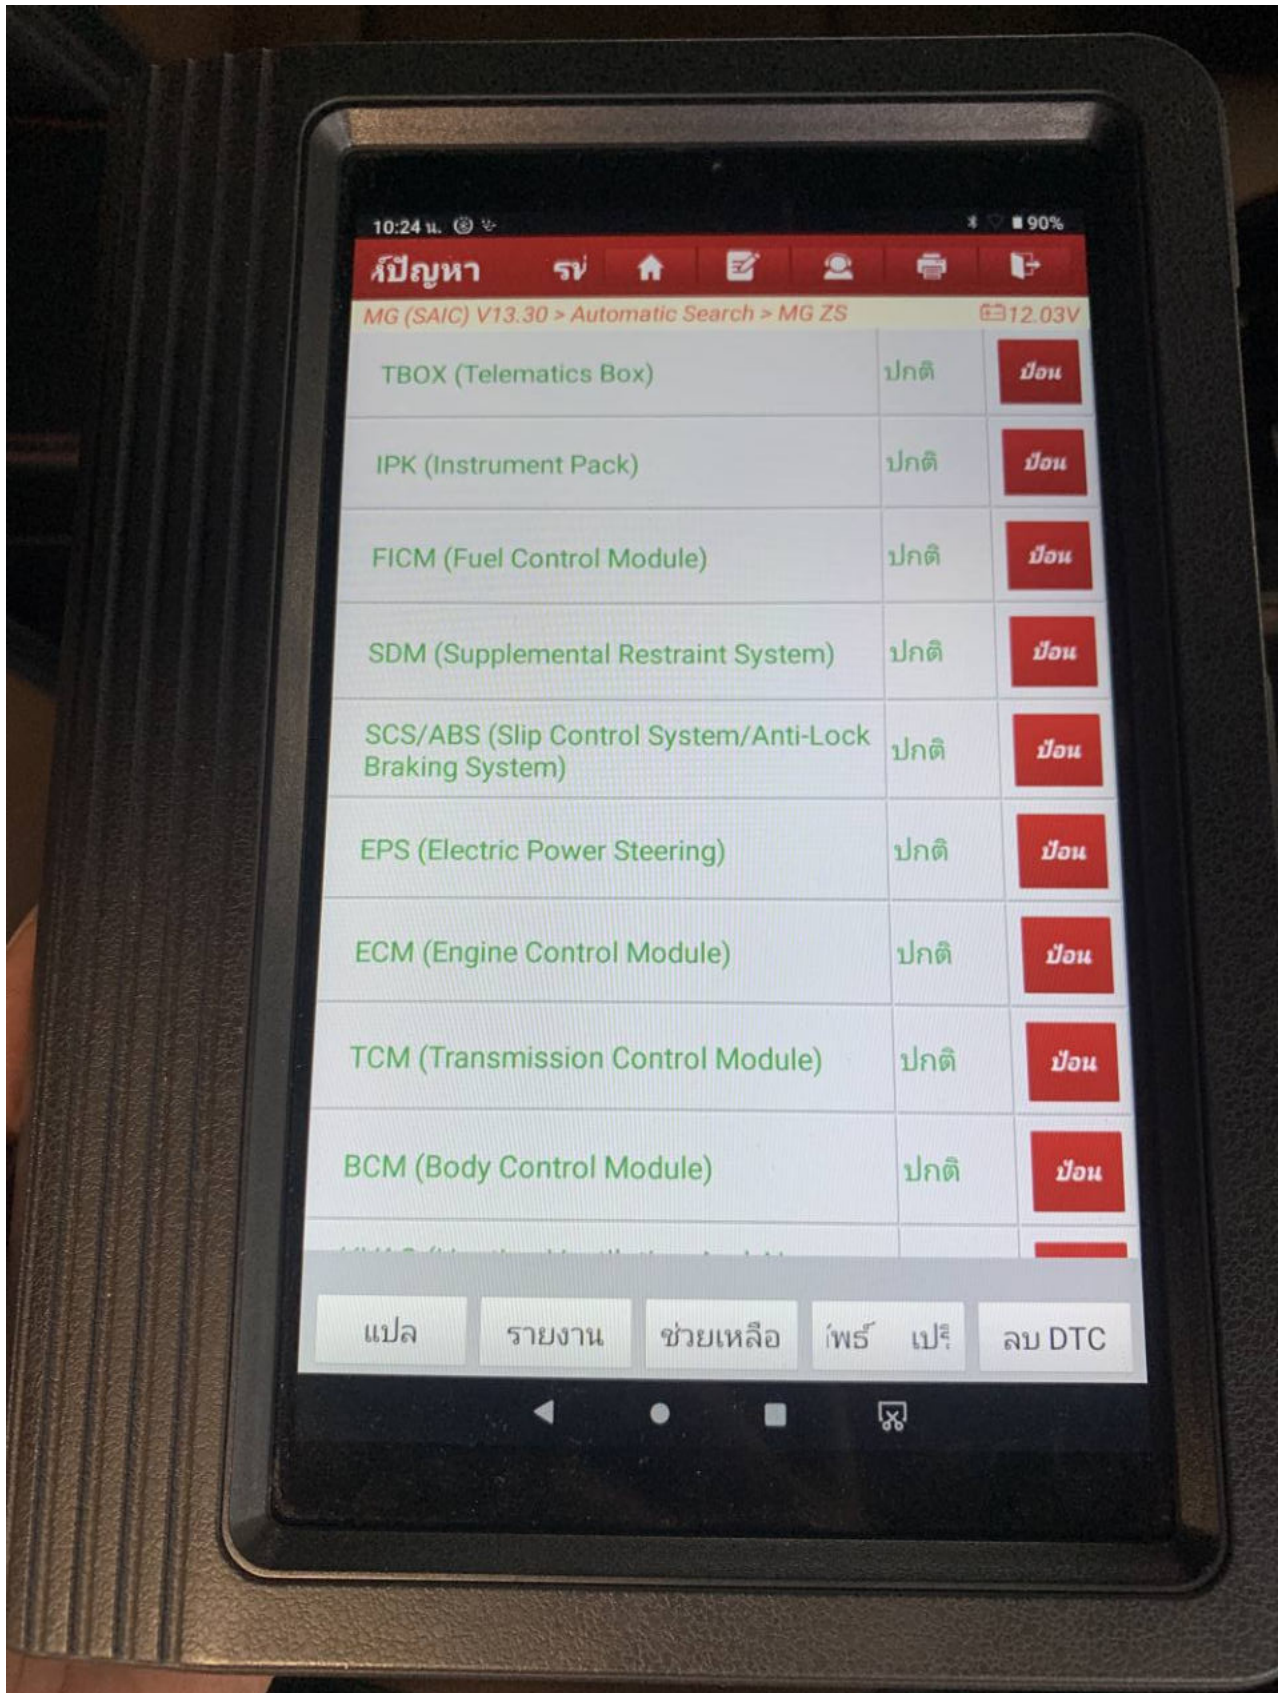 10:24 น. 90%
ห์ปัญหา รห
MG (SAIC) V13.30 > Automatic Search > MG ZS 12.03V
TBOX (Telematics Box) ปกติ ป้อน
IPK (Instrument Pack) ปกติ ป้อน
FICM (Fuel Control Module) ปกติ ป้อน
SDM (Supplemental Restraint System) ปกติ ป้อน
SCS/ABS (Slip Control System/Anti-Lock
Braking System) ปกติ ป้อน
EPS (Electric Power Steering) ปกติ ป้อน
ECM (Engine Control Module) ปกติ ป้อน
TCM (Transmission Control Module) ปกติ ป้อน
BCM (Body Control Module) ปกติ ป้อน
แปล รายงาน ช่วยเหลือ ลบ DTC